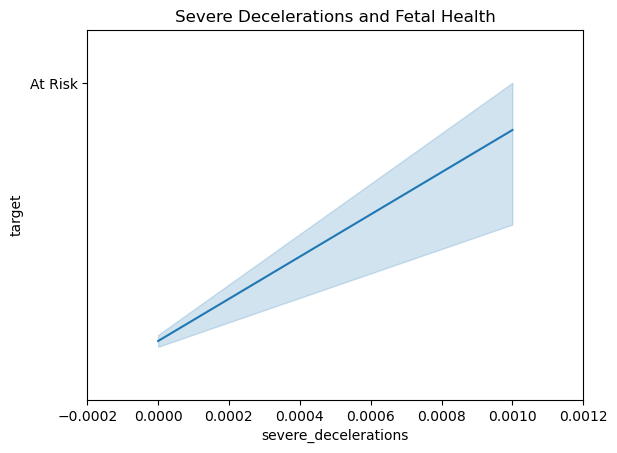 Severe Decelerations and Fetal Health
At Risk
target
−0.0002 0.0000 0.0002 0.0004 0.0006 0.0008 0.0010 0.0012
severe_decelerations